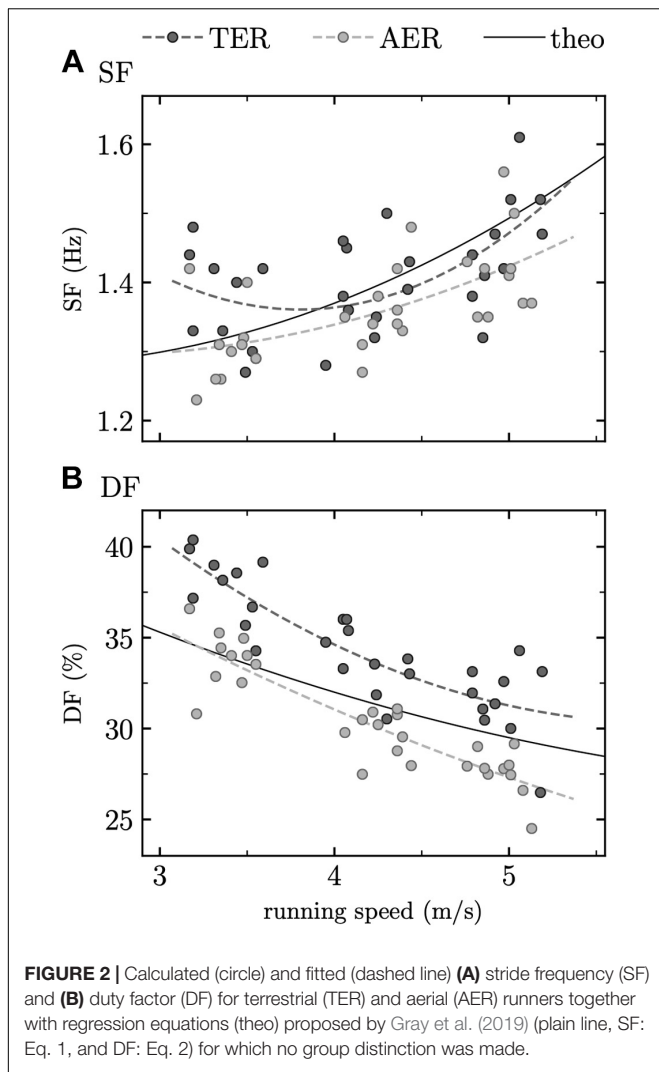 TER AER theo
A SF
1.6
1.4
1.2
SF (Hz)
B DF
40
35
30
25
DF (%)
3 4 5
running speed (m/s)
FIGURE 2 | Calculated (circle) and fitted (dashed line) (A) stride frequency (SF)
and (B) duty factor (DF) for terrestrial (TER) and aerial (AER) runners together
with regression equations (theo) proposed by Gray et al. (2019) (plain line, SF:
Eq. 1, and DF: Eq. 2) for which no group distinction was made.